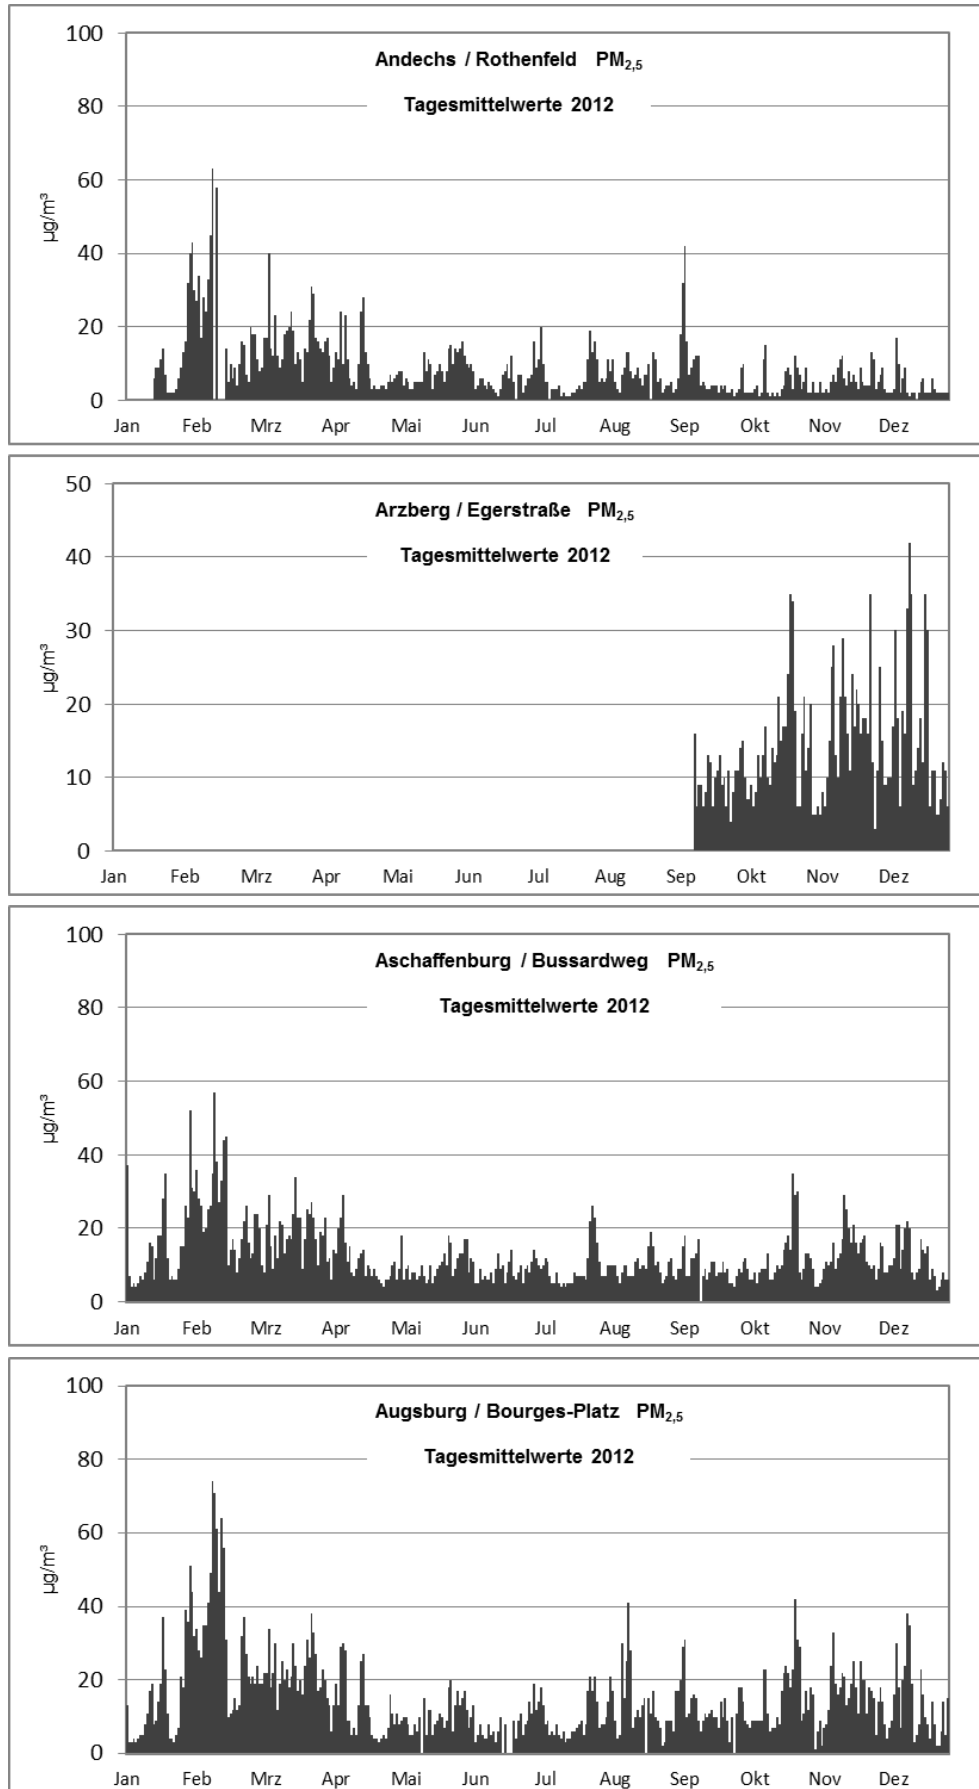 Andechs / Rothenfeld PM2,5
Tagesmittelwerte 2012
µg/m³
100
80
60
40
20
0
Jan Feb Mrz Apr Mai Jun Jul Aug Sep Okt Nov Dez
Arzberg / Egerstraße PM2,5
Tagesmittelwerte 2012
µg/m³
50
40
30
20
10
0
Jan Feb Mrz Apr Mai Jun Jul Aug Sep Okt Nov Dez
Aschaffenburg / Bussardweg PM2,5
Tagesmittelwerte 2012
µg/m³
100
80
60
40
20
0
Jan Feb Mrz Apr Mai Jun Jul Aug Sep Okt Nov Dez
Augsburg / Bourges-Platz PM2,5
Tagesmittelwerte 2012
µg/m³
100
80
60
40
20
0
Jan Feb Mrz Apr Mai Jun Jul Aug Sep Okt Nov Dez